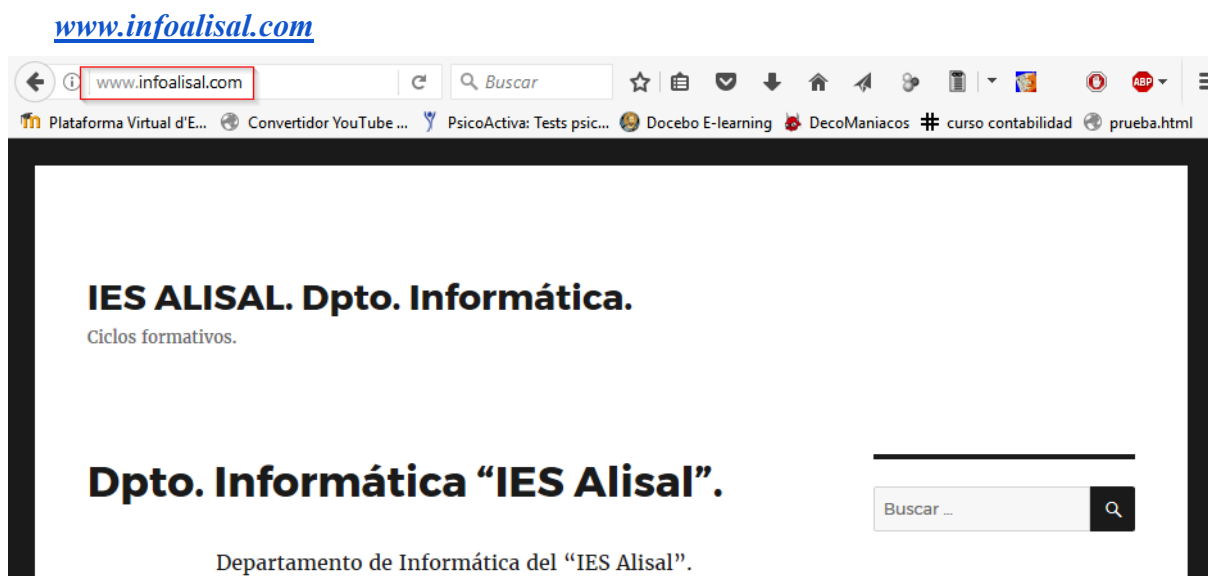 www.infoalisal.com
www.infoalisal.com
Buscar
ABP
Plataforma Virtual d'E... Convertidor YouTube ... PsicoActiva: Tests psic... Docebo E-learning DecoManiacos curso contabilidad prueba.html
IES ALISAL. Dpto. Informática.
Ciclos formativos.
Dpto. Informática “IES Alisal”.
Buscar ...
Departamento de Informática del “IES Alisal”.